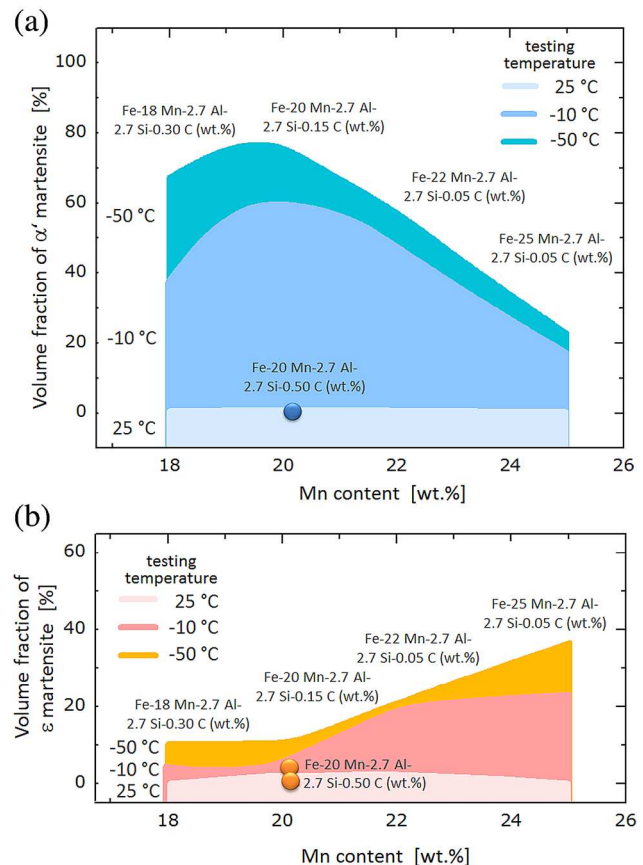 (a)
Volume fraction of α' martensite [%]
100
80
60
40
20
0
testing
temperature
25 °C
-10 °C
-50 °C
Fe-18 Mn-2.7 Al-
2.7 Si-0.30 C (wt.%)
Fe-20 Mn-2.7 Al-
2.7 Si-0.15 C (wt.%)
Fe-22 Mn-2.7 Al-
2.7 Si-0.05 C (wt.%)
Fe-25 Mn-2.7 Al-
2.7 Si-0.05 C (wt.%)
-50 °C
-10 °C
Fe-20 Mn-2.7 Al-
2.7 Si-0.50 C (wt.%)
25 °C
18 20 22 24 26
Mn content [wt.%]
(b)
Volume fraction of
ε martensite [%]
60
40
20
0
testing
temperature
25 °C
-10 °C
-50 °C
Fe-25 Mn-2.7 Al-
2.7 Si-0.05 C (wt.%)
Fe-22 Mn-2.7 Al-
2.7 Si-0.05 C (wt.%)
Fe-20 Mn-2.7 Al-
2.7 Si-0.15 C (wt.%)
Fe-18 Mn-2.7 Al-
2.7 Si-0.30 C (wt.%)
-50 °C
-10 °C
25 °C
Fe-20 Mn-2.7 Al-
2.7 Si-0.50 C (wt.%)
18 20 22 24 26
Mn content [wt.%]